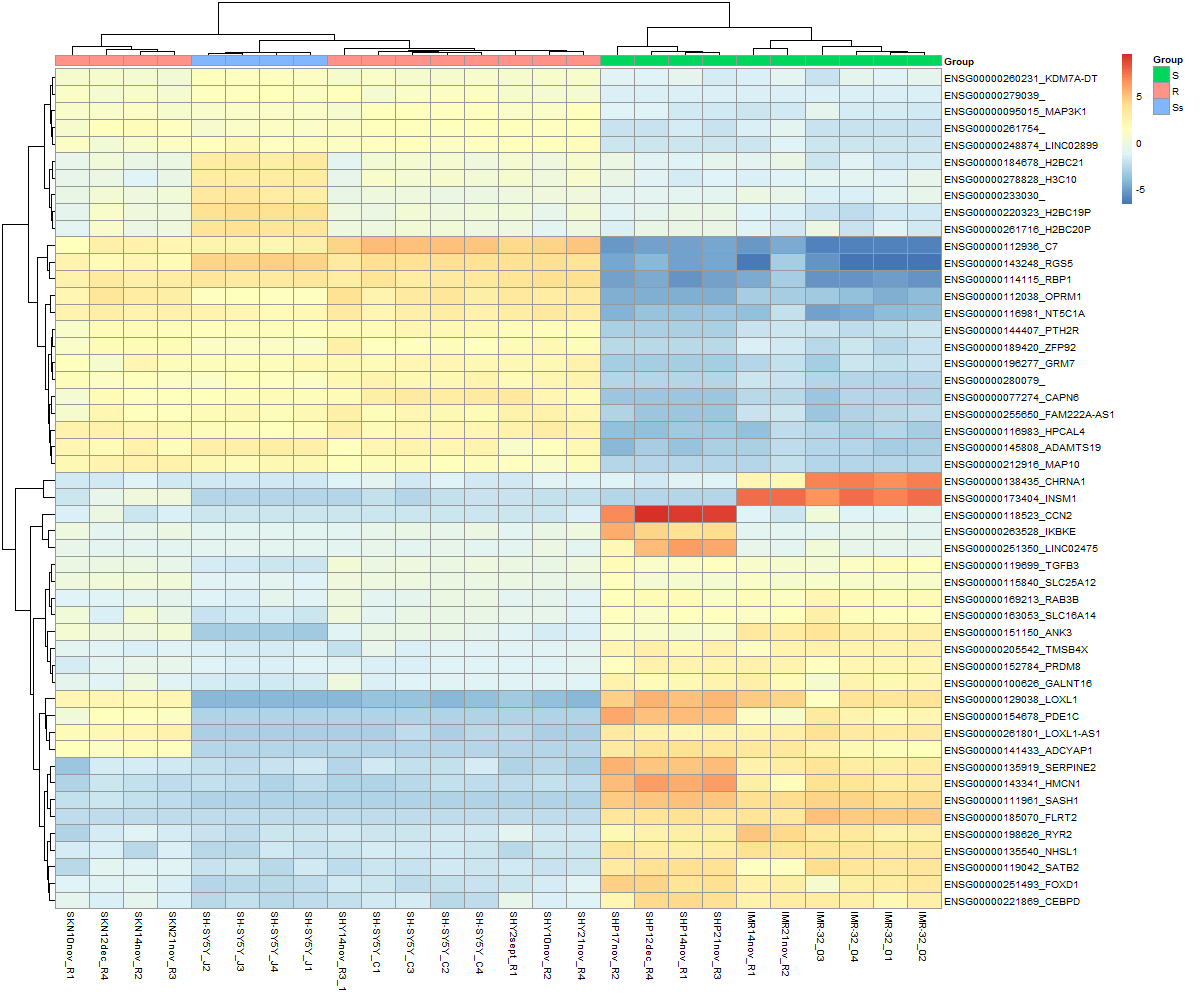 Group
Group
S
R
Ss
5
0
-5
ENSG00000260231_KDM7A-DT
ENSG00000279039_
ENSG00000095015_MAP3K1
ENSG00000261754_
ENSG00000248874_LINC02899
ENSG00000184678_H2BC21
ENSG00000278828_H3C10
ENSG00000233030_
ENSG00000220323_H2BC19P
ENSG00000261716_H2BC20P
ENSG00000112936_C7
ENSG00000143248_RGS5
ENSG00000114115_RBP1
ENSG00000112038_OPRM1
ENSG00000116981_NT5C1A
ENSG00000144407_PTH2R
ENSG00000189420_ZFP92
ENSG00000196277_GRM7
ENSG00000280079_
ENSG00000077274_CAPN6
ENSG00000255650_FAM222A-AS1
ENSG00000116983_HPCAL4
ENSG00000145808_ADAMTS19
ENSG00000212916_MAP10
ENSG00000138435_CHRNA1
ENSG00000173404_INSM1
ENSG00000118523_CCN2
ENSG00000263528_IKBKE
ENSG00000251350_LINC02475
ENSG00000119699_TGFB3
ENSG00000115840_SLC25A12
ENSG00000169213_RAB3B
ENSG00000163053_SLC16A14
ENSG00000151150_ANK3
ENSG00000205542_TMSB4X
ENSG00000152784_PRDM8
ENSG00000100626_GALNT16
ENSG00000129038_LOXL1
ENSG00000154678_PDE1C
ENSG00000261801_LOXL1-AS1
ENSG00000141433_ADCYAP1
ENSG00000135919_SERPINE2
ENSG00000143341_HMCN1
ENSG00000111961_SASH1
ENSG00000185070_FLRT2
ENSG00000198626_RYR2
ENSG00000135540_NHSL1
ENSG00000119042_SATB2
ENSG00000251493_FOXD1
ENSG00000221869_CEBPD
SKN10nov_R1
SKN12dec_R4
SKN14nov_R2
SKN21nov_R3
SH-SY5Y_J2
SH-SY5Y_J3
SH-SY5Y_J4
SH-SY5Y_J1
SHY14nov_R3_1
SH-SY5Y_C1
SH-SY5Y_C3
SH-SY5Y_C2
SH-SY5Y_C4
SHY2sept_R1
SHY10nov_R2
SHY21nov_R4
SHP17nov_R2
SHP12dec_R4
SHP14nov_R1
SHP21nov_R3
IMR14nov_R1
IMR21nov_R2
IMR-32_D3
IMR-32_D4
IMR-32_D1
IMR-32_D2